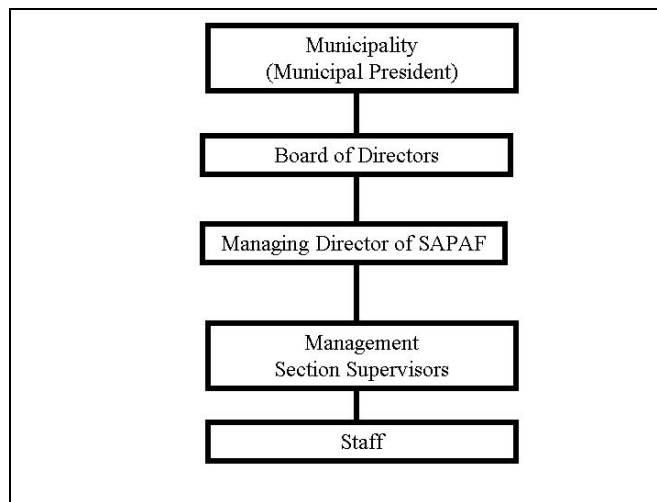 Municipality
(Municipal President)
Board of Directors
Managing Director of SAPAF
Management
Section Supervisors
Staff